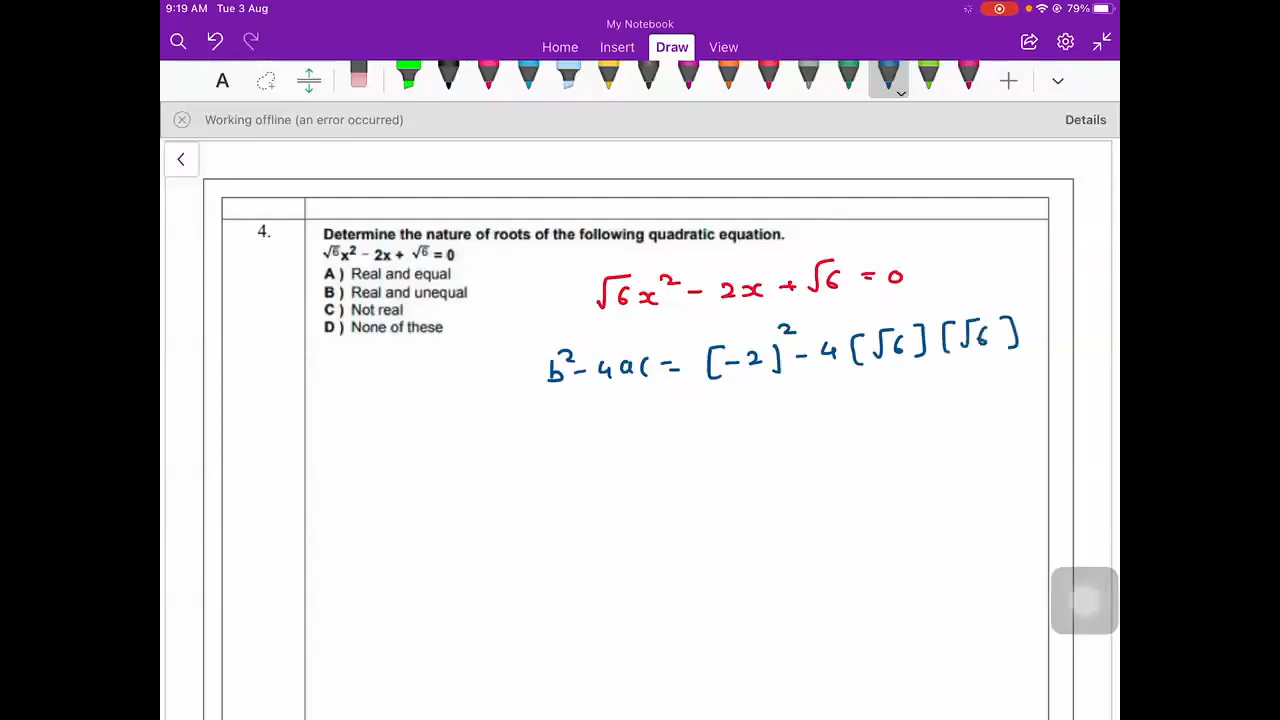 9:19 AM Tue 3 Aug
79%
My Notebook
Home Insert Draw View
A
Working offline (an error occurred)
Details
4.
Determine the nature of roots of the following quadratic equation.
√6x² - 2x + √6 = 0
A ) Real and equal
B ) Real and unequal
C ) Not real
D ) None of these
√6x² - 2x + √6 = 0
b² - 4ac = [-2]² - 4[√6][√6]